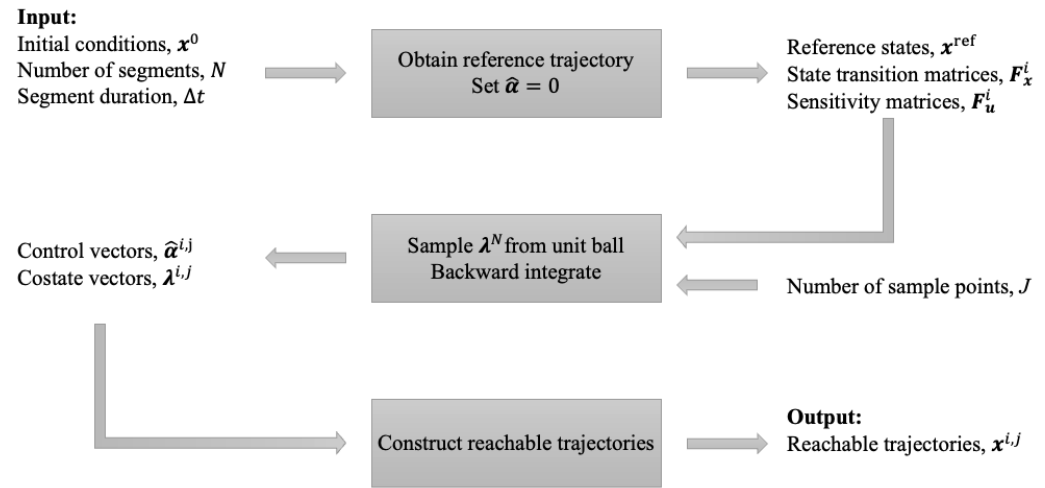 Input:
Initial conditions, x⁰
Number of segments, N
Segment duration, Δt
Obtain reference trajectory
Set α̂ = 0
Reference states, x^ref
State transition matrices, F_x^i
Sensitivity matrices, F_u^i
Control vectors, α̂^{i,j}
Costate vectors, λ^{i,j}
Sample λ^N from unit ball
Backward integrate
Number of sample points, J
Construct reachable trajectories
Output:
Reachable trajectories, x^{i,j}